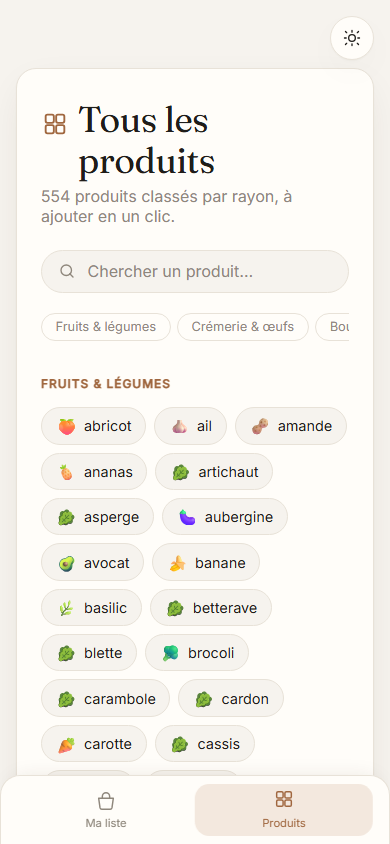 Tous les
produits
554 produits classés par rayon, à
ajouter en un clic.
Chercher un produit...
Fruits & légumes Crémerie & œufs
FRUITS & LÉGUMES
abricot ail amande
ananas artichaut
asperge aubergine
avocat banane
basilic betterave
blette brocoli
carambole cardon
carotte cassis
Ma liste Produits